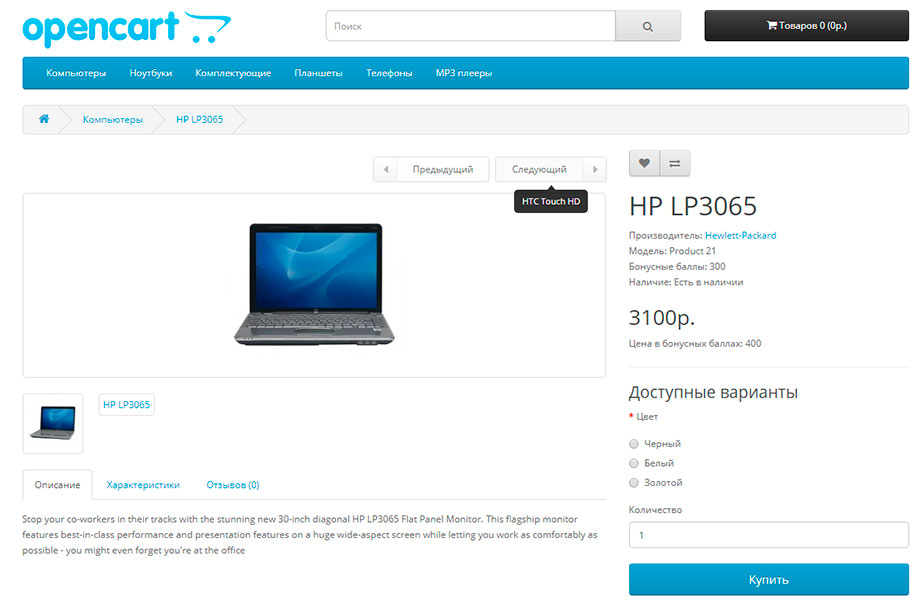 opencart
Поиск
Товаров 0 (0р.)
Компьютеры Ноутбуки Комплектующие Планшеты Телефоны MP3 плееры
Компьютеры HP LP3065
Предыдущий Следующий
HTC Touch HD
HP LP3065
Производитель: Hewlett-Packard
Модель: Product 21
Бонусные баллы: 300
Наличие: Есть в наличии
3100р.
Цена в бонусных баллах: 400
Доступные варианты
* Цвет
Черный
Белый
Золотой
Количество
1
Купить
HP LP3065
Описание Характеристики Отзывов (0)
Stop your co-workers in their tracks with the stunning new 30-inch diagonal HP LP3065 Flat Panel Monitor. This flagship monitor
features best-in-class performance and presentation features on a huge wide-aspect screen while letting you work as comfortably as
possible - you might even forget you're at the office